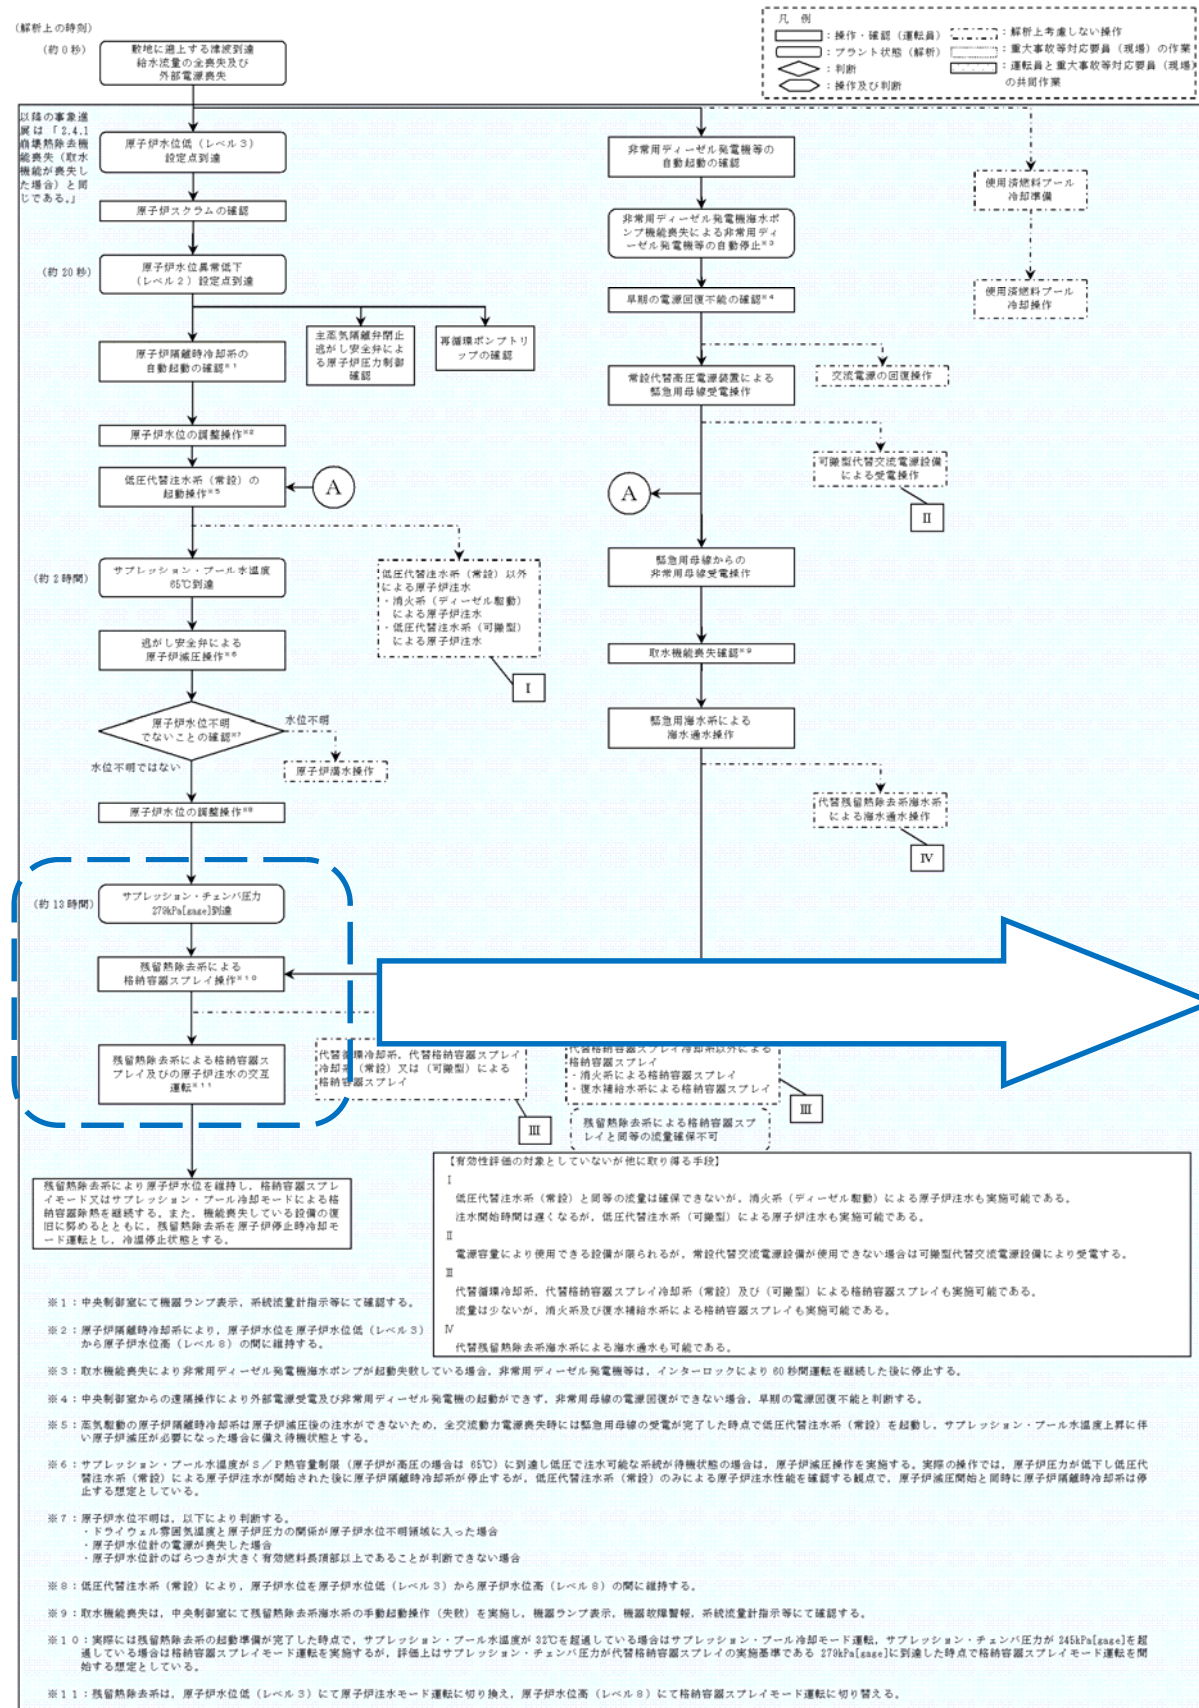 (解析上の時刻)
(約0秒)
敷地に遡上する津波到達
給水流量の全喪失及び
外部電源喪失
凡 例
：操作・確認（運転員）
：プラント状態（解析）
：判断
：操作及び判断
：解析上考慮しない操作
：重大事故等対応要員（現場）の作業
：運転員と重大事故等対応要員（現場）
の共同作業
以降の事象進
展は「2.4.1
崩壊熱除去機
能喪失（取水
機能が喪失し
た場合）と同
じである。」
原子炉水位低（レベル3）
設定点到達
原子炉スクラムの確認
(約20秒)
原子炉水位異常低下
（レベル2）設定点到達
主蒸気隔離弁閉止
逃がし安全弁によ
る原子炉圧力制御
確認
再循環ポンプトリ
ップの確認
原子炉隔離時冷却系の
自動起動の確認※1
原子炉水位の調整操作※2
低圧代替注水系（常設）の
起動操作※5
A
(約2時間)
サプレッション・プール水温度
65℃到達
低圧代替注水系（常設）以外
による原子炉注水
・消火系（ディーゼル駆動）
による原子炉注水
・低圧代替注水系（可搬型）
による原子炉注水
I
逃がし安全弁による
原子炉減圧操作※6
原子炉水位不明
でないことの確認※7
水位不明
原子炉満水操作
水位不明ではない
原子炉水位の調整操作※8
(約13時間)
サプレッション・チェンバ圧力
279kPa[gage]到達
残留熱除去系による
格納容器スプレイ操作※10
残留熱除去系による格納容器ス
プレイ及びの原子炉注水の交互
運転※11
残留熱除去系により原子炉水位を維持し，格納容器スプレ
イモード又はサプレッション・プール冷却モードによる格
納容器除熱を継続する。また，機能喪失している設備の復
旧に努めるとともに，残留熱除去系を原子炉停止時冷却モ
ード運転とし，冷温停止状態とする。
非常用ディーゼル発電機等の
自動起動の確認
非常用ディーゼル発電機海水ポ
ンプ機能喪失による非常用ディ
ーゼル発電機等の自動停止※3
早期の電源回復不能の確認※4
常設代替高圧電源装置による
緊急用母線受電操作
交流電源の回復操作
可搬型代替交流電源設備
による受電操作
II
A
緊急用母線からの
非常用母線受電操作
取水機能喪失確認※9
緊急用海水系による
海水通水操作
代替残留熱除去系海水系
による海水通水操作
IV
使用済燃料プール
冷却準備
使用済燃料プール
冷却操作
代替循環冷却系，代替格納容器スプレイ
冷却系（常設）又は（可搬型）による
格納容器スプレイ
III
代替格納容器スプレイ冷却系以外による
格納容器スプレイ
・消火系による格納容器スプレイ
・復水補給水系による格納容器スプレイ
III
残留熱除去系による格納容器スプ
レイと同等の流量確保不可
【有効性評価の対象としていないが他に取り得る手段】
I
低圧代替注水系（常設）と同等の流量は確保できないが，消火系（ディーゼル駆動）による原子炉注水も実施可能である。
注水開始時間は遅くなるが，低圧代替注水系（可搬型）による原子炉注水も実施可能である。
II
電源容量により使用できる設備が限られるが，常設代替交流電源設備が使用できない場合は可搬型代替交流電源設備により受電する。
III
代替循環冷却系，代替格納容器スプレイ冷却系（常設）及び（可搬型）による格納容器スプレイも実施可能である。
流量は少ないが，消火系及び復水補給水系による格納容器スプレイも実施可能である。
IV
代替残留熱除去系海水系による海水通水も可能である。
※1：中央制御室にて機器ランプ表示，系統流量計指示等にて確認する。
※2：原子炉隔離時冷却系により，原子炉水位を原子炉水位低（レベル3）
から原子炉水位高（レベル8）の間に維持する。
※3：取水機能喪失により非常用ディーゼル発電機海水ポンプが起動失敗している場合，非常用ディーゼル発電機等は，インターロックにより60秒間運転を継続した後に停止する。
※4：中央制御室からの遠隔操作により外部電源受電及び非常用ディーゼル発電機の起動ができず，非常用母線の電源回復ができない場合，早期の電源回復不能と判断する。
※5：蒸気駆動の原子炉隔離時冷却系は原子炉減圧後の注水ができないため，全交流動力電源喪失時には緊急用母線の受電が完了した時点で低圧代替注水系（常設）を起動し，サプレッション・プール水温度上昇に伴
い原子炉減圧が必要になった場合に備え待機状態とする。
※6：サプレッション・プール水温度がS／P熱容量制限（原子炉が高圧の場合は65℃）に到達し低圧で注水可能な系統が待機状態の場合は，原子炉減圧操作を実施する。実際の操作では，原子炉圧力が低下し低圧代
替注水系（常設）による原子炉注水が開始された後に原子炉隔離時冷却系が停止するが，低圧代替注水系（常設）のみによる原子炉注水性能を確認する観点で，原子炉減圧開始と同時に原子炉隔離時冷却系は停
止する想定としている。
※7：原子炉水位不明は，以下により判断する。
・ドライウェル雰囲気温度と原子炉圧力の関係が原子炉水位不明領域に入った場合
・原子炉水位計の電源が喪失した場合
・原子炉水位計のばらつきが大きく有効燃料長頂部以上であることが判断できない場合
※8：低圧代替注水系（常設）により，原子炉水位を原子炉水位低（レベル3）から原子炉水位高（レベル8）の間に維持する。
※9：取水機能喪失は，中央制御室にて残留熱除去系海水系の手動起動操作（失敗）を実施し，機器ランプ表示，機器故障警報，系統流量計指示等にて確認する。
※10：実際には残留熱除去系の起動準備が完了した時点で，サプレッション・プール水温度が32℃を超過している場合はサプレッション・プール冷却モード運転，サプレッション・チェンバ圧力が245kPa[gage]を超
過している場合は格納容器スプレイモード運転を実施するが，評価上はサプレッション・チェンバ圧力が代替格納容器スプレイの実施基準である279kPa[gage]に到達した時点で格納容器スプレイモード運転を開
始する想定としている。
※11：残留熱除去系は，原子炉水位低（レベル3）にて原子炉注水モード運転に切り換え，原子炉水位高（レベル8）にて格納容器スプレイモード運転に切り替える。